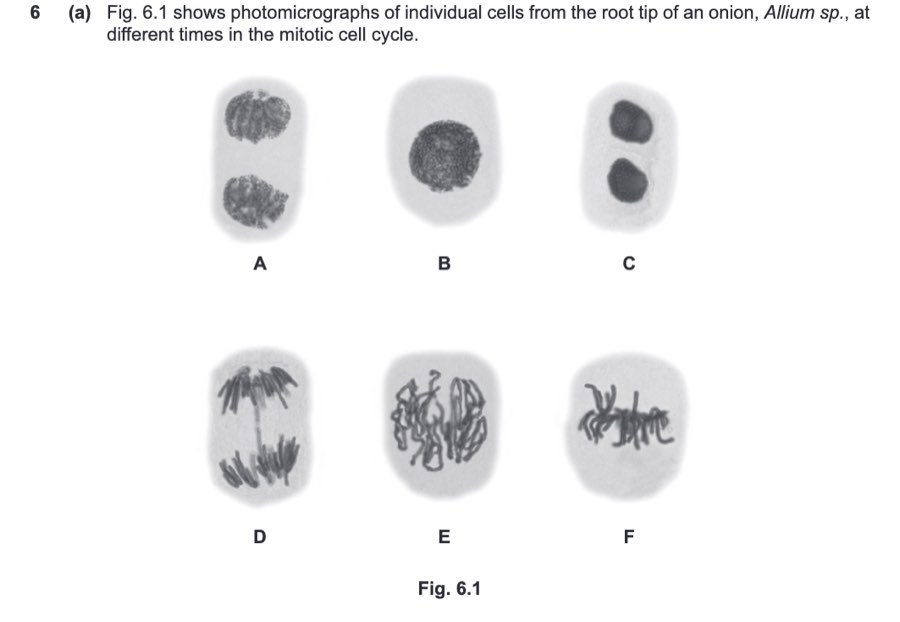 6 (a) Fig. 6.1 shows photomicrographs of individual cells from the root tip of an onion, Allium sp., at
different times in the mitotic cell cycle.
A B C
D E F
Fig. 6.1